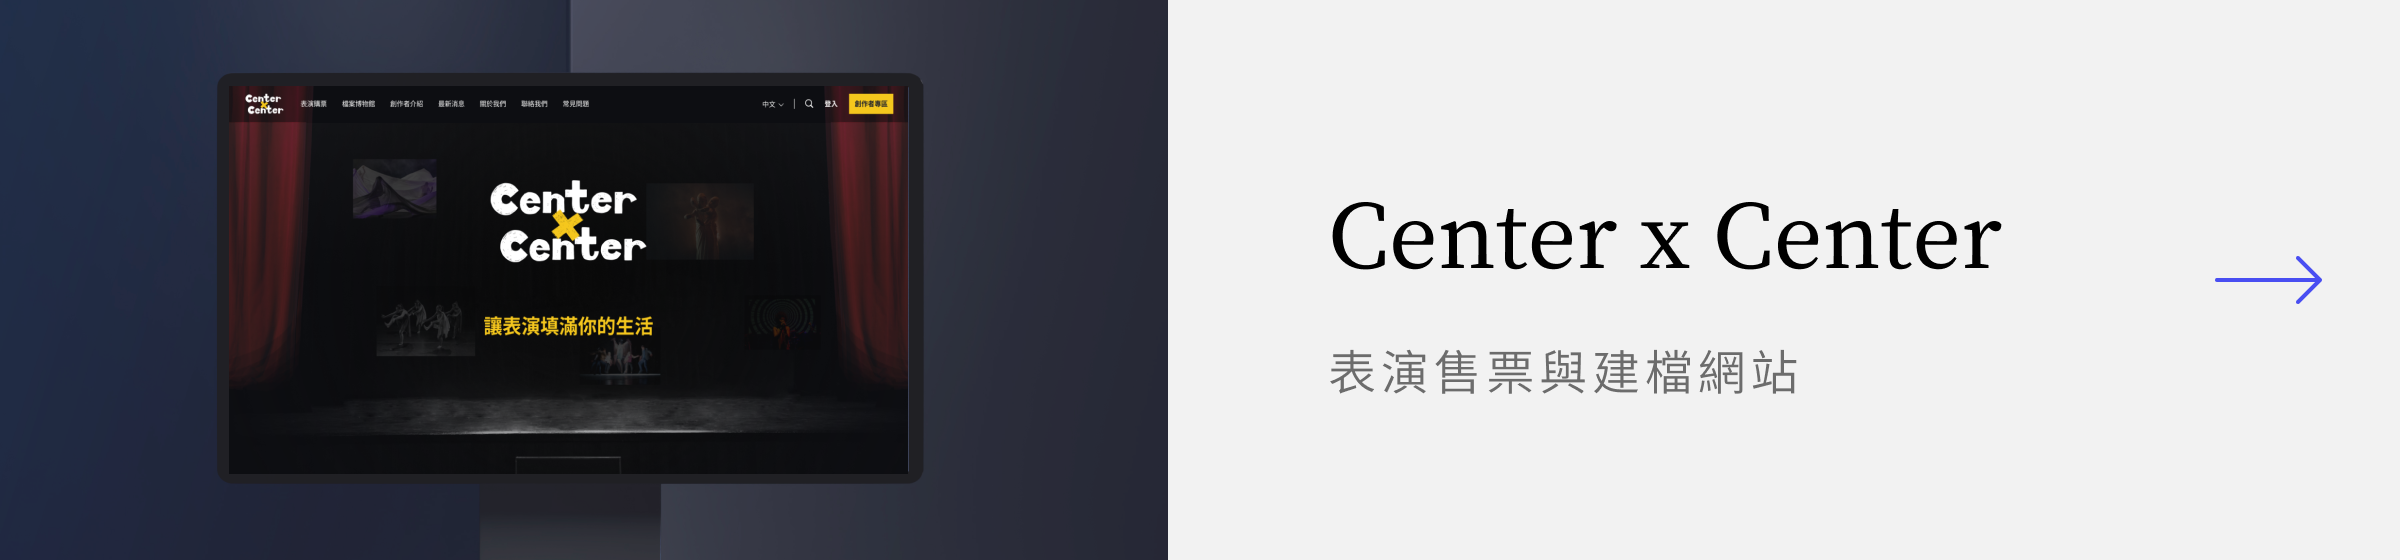 Center
x
Center
表演購票 檔案博物館 創作者介紹 最新消息 關於我們 聯絡我們 常見問題 中文 登入 創作者專區
Center
x
Center
讓表演填滿你的生活
Center x Center
表演售票與建檔網站